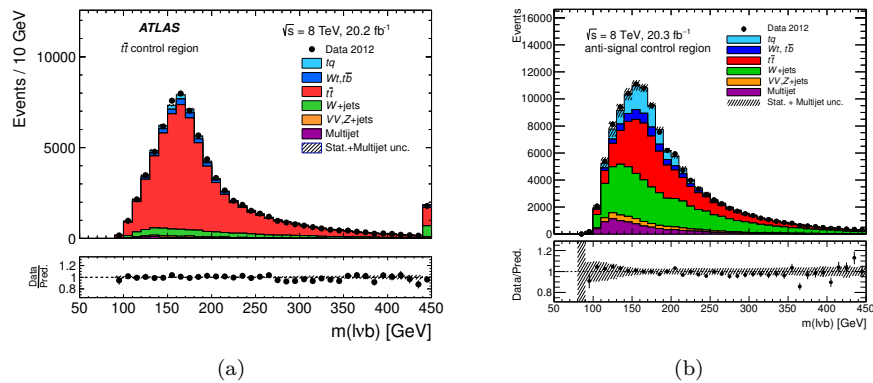 ATLAS
√s = 8 TeV, 20.2 fb⁻¹
tt̄ control region
Data 2012
tq
Wt,tb̄
tt̄
W+jets
VV,Z+jets
Multijet
Stat.+Multijet unc.
Events / 10 GeV
10000
5000
0
Data
Pred.
1.2
1
0.8
50 100 150 200 250 300 350 400 450
m(lνb) [GeV]
(a)
√s = 8 TeV, 20.3 fb⁻¹
anti-signal control region
Data 2012
tq
Wt,tb̄
tt̄
W+jets
VV,Z+jets
Multijet
Stat. + Multijet unc.
Events
16000
14000
12000
10000
8000
6000
4000
2000
0
Data/Pred.
1.2
1
0.8
50 100 150 200 250 300 350 400 450
m(lνb) [GeV]
(b)